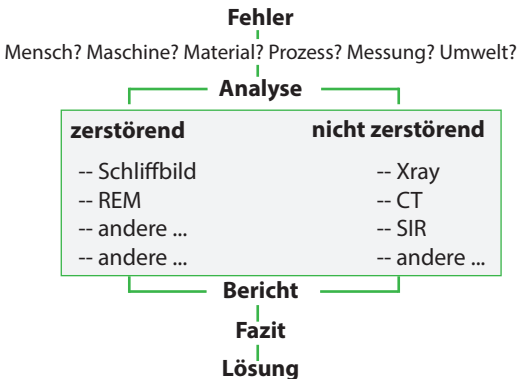 Fehler
Mensch? Maschine? Material? Prozess? Messung? Umwelt?
Analyse
zerstörend
-- Schliffbild
-- REM
-- andere ...
-- andere ...
nicht zerstörend
-- Xray
-- CT
-- SIR
-- andere ...
Bericht
Fazit
Lösung